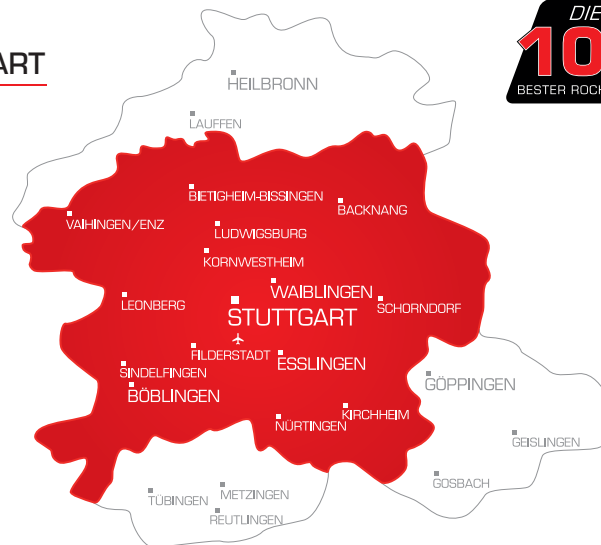 ART
DIE
10
BESTER ROCK
HEILBRONN
LAUFFEN
BIETIGHEIM-BISSINGEN
BACKNANG
VAIHINGEN/ENZ
LUDWIGSBURG
KORNWESTHEIM
WAIBLINGEN
LEONBERG
SCHORNDORF
STUTTGART
FILDERSTADT
ESSLINGEN
SINDELFINGEN
GÖPPINGEN
BÖBLINGEN
KIRCHHEIM
NÜRTINGEN
GEISLINGEN
GOSBACH
METZINGEN
TÜBINGEN
REUTLINGEN